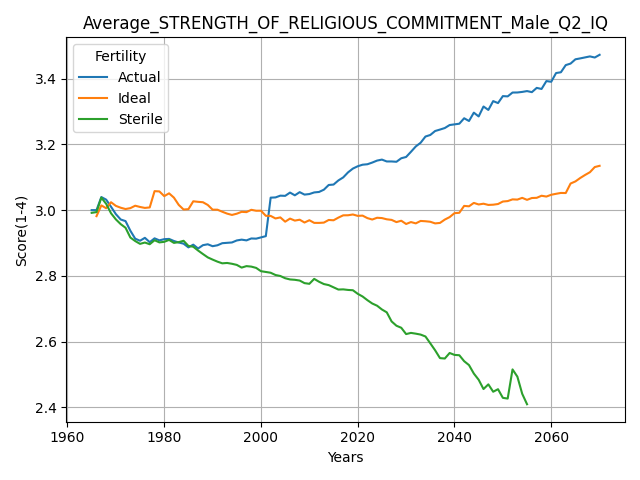 Average_STRENGTH_OF_RELIGIOUS_COMMITMENT_Male_Q2_IQ
Fertility
Actual
Ideal
Sterile
Score(1-4)
3.4
3.2
3.0
2.8
2.6
2.4
1960
1980
2000
2020
2040
2060
Years